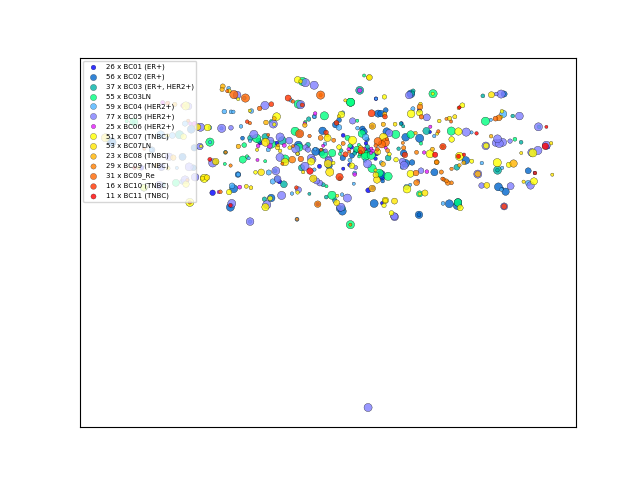 26 x BC01 (ER+)
56 x BC02 (ER+)
37 x BC03 (ER+, HER2+)
55 x BC03LN
59 x BC04 (HER2+)
77 x BC05 (HER2+)
25 x BC06 (HER2+)
51 x BC07 (TNBC)
52 x BC07LN
23 x BC08 (TNBC)
29 x BC09 (TNBC)
31 x BC09_Re
16 x BC10 (TNBC)
11 x BC11 (TNBC)